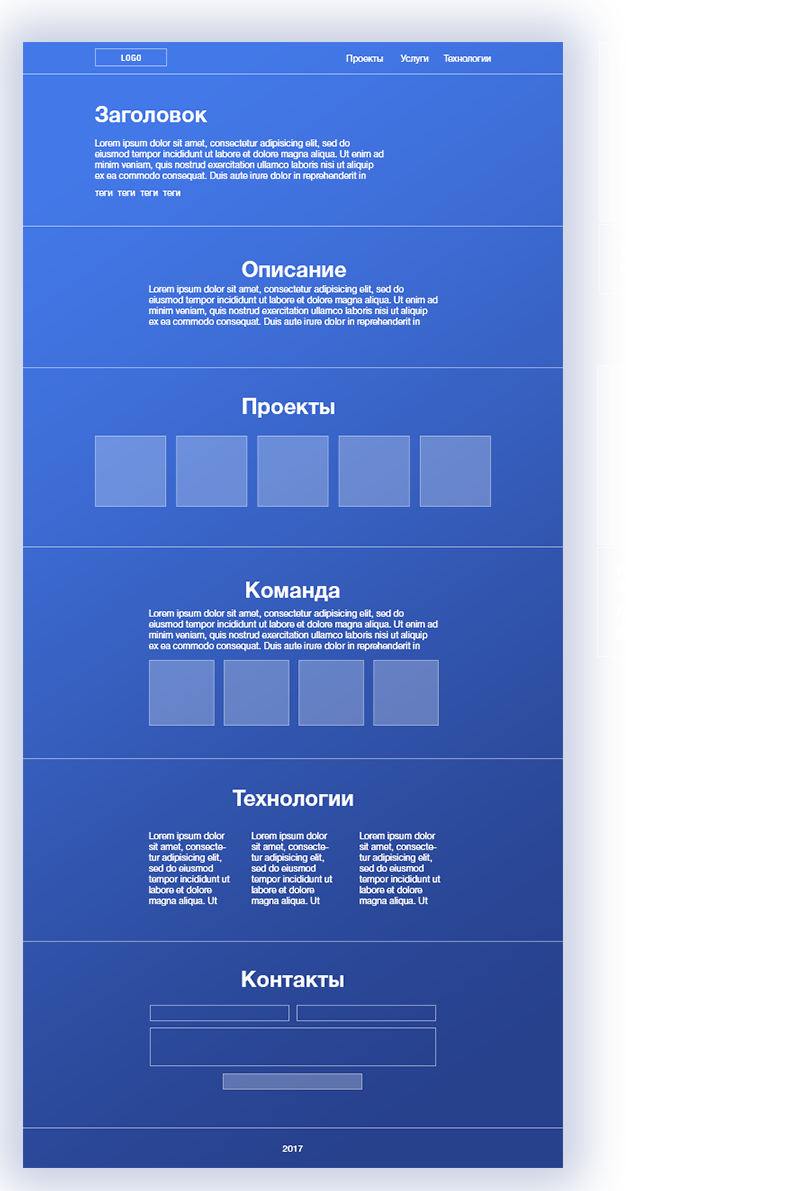 LOGO
Проекты Услуги Технологии
Заголовок
Lorem ipsum dolor sit amet, consectetur adipisicing elit, sed do
eiusmod tempor incididunt ut labore et dolore magna aliqua. Ut enim ad
minim veniam, quis nostrud exercitation ullamco laboris nisi ut aliquip
ex ea commodo consequat. Duis aute irure dolor in reprehenderit in
теги теги теги теги
Описание
Lorem ipsum dolor sit amet, consectetur adipisicing elit, sed do
eiusmod tempor incididunt ut labore et dolore magna aliqua. Ut enim ad
minim veniam, quis nostrud exercitation ullamco laboris nisi ut aliquip
ex ea commodo consequat. Duis aute irure dolor in reprehenderit in
Проекты
Команда
Lorem ipsum dolor sit amet, consectetur adipisicing elit, sed do
eiusmod tempor incididunt ut labore et dolore magna aliqua. Ut enim ad
minim veniam, quis nostrud exercitation ullamco laboris nisi ut aliquip
ex ea commodo consequat. Duis aute irure dolor in reprehenderit in
Технологии
Lorem ipsum dolor
sit amet, consecte-
tur adipisicing elit,
sed do eiusmod
tempor incididunt ut
labore et dolore
magna aliqua. Ut
Lorem ipsum dolor
sit amet, consecte-
tur adipisicing elit,
sed do eiusmod
tempor incididunt ut
labore et dolore
magna aliqua. Ut
Lorem ipsum dolor
sit amet, consecte-
tur adipisicing elit,
sed do eiusmod
tempor incididunt ut
labore et dolore
magna aliqua. Ut
Контакты
2017